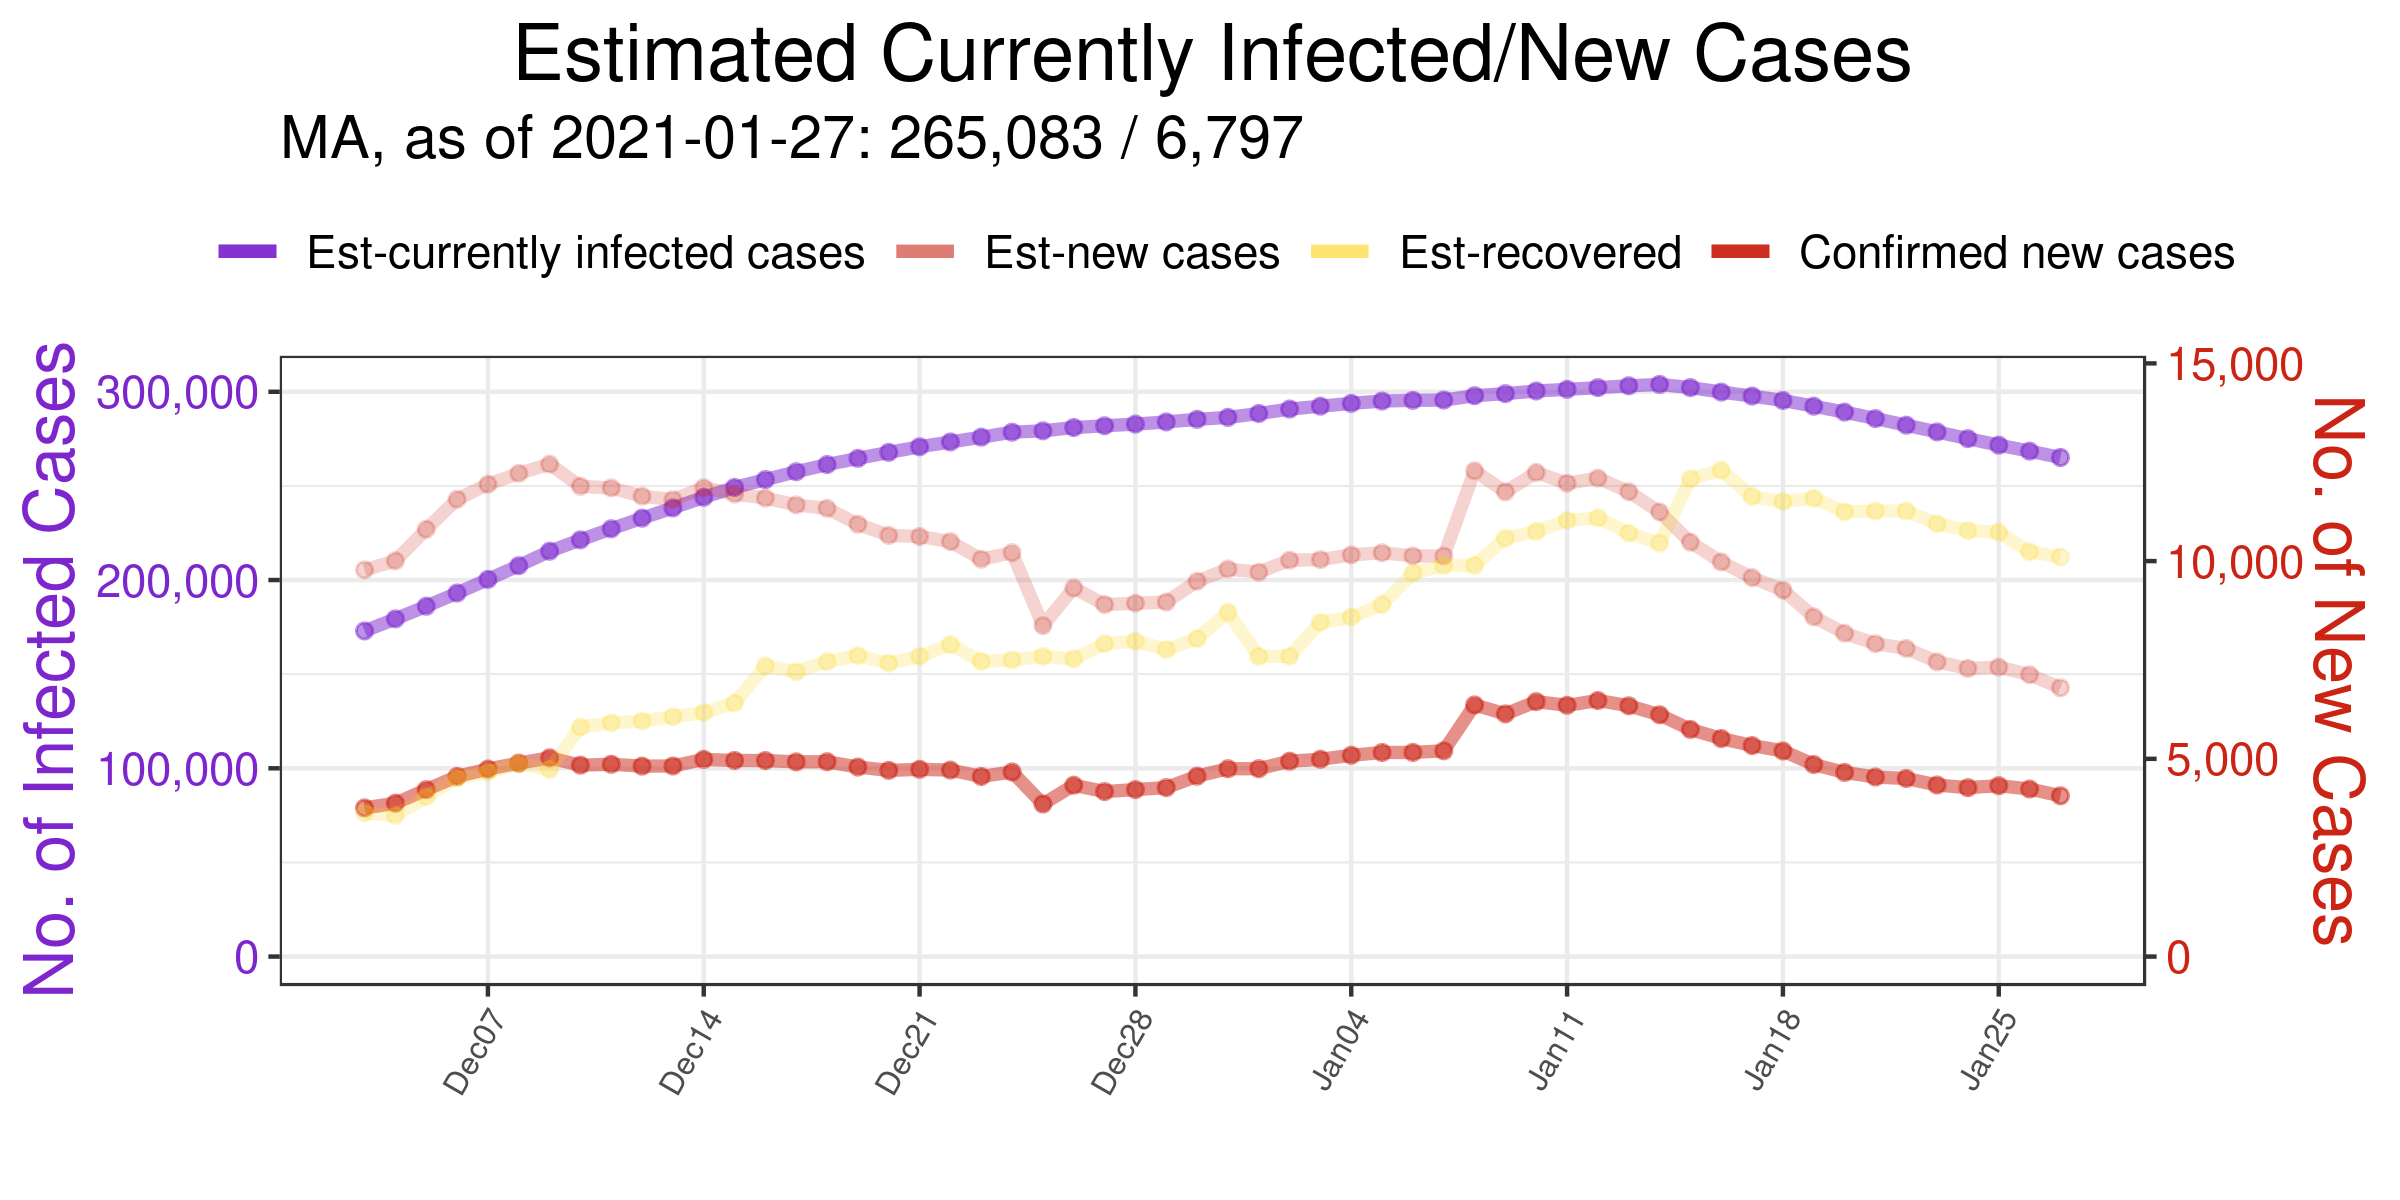 Estimated Currently Infected/New Cases
MA, as of 2021-01-27: 265,083 / 6,797
Est-currently infected cases Est-new cases Est-recovered Confirmed new cases
No. of Infected Cases
300,000
200,000
100,000
0
15,000
10,000
5,000
0
No. of New Cases
Dec07 Dec14 Dec21 Dec28 Jan04 Jan11 Jan18 Jan25